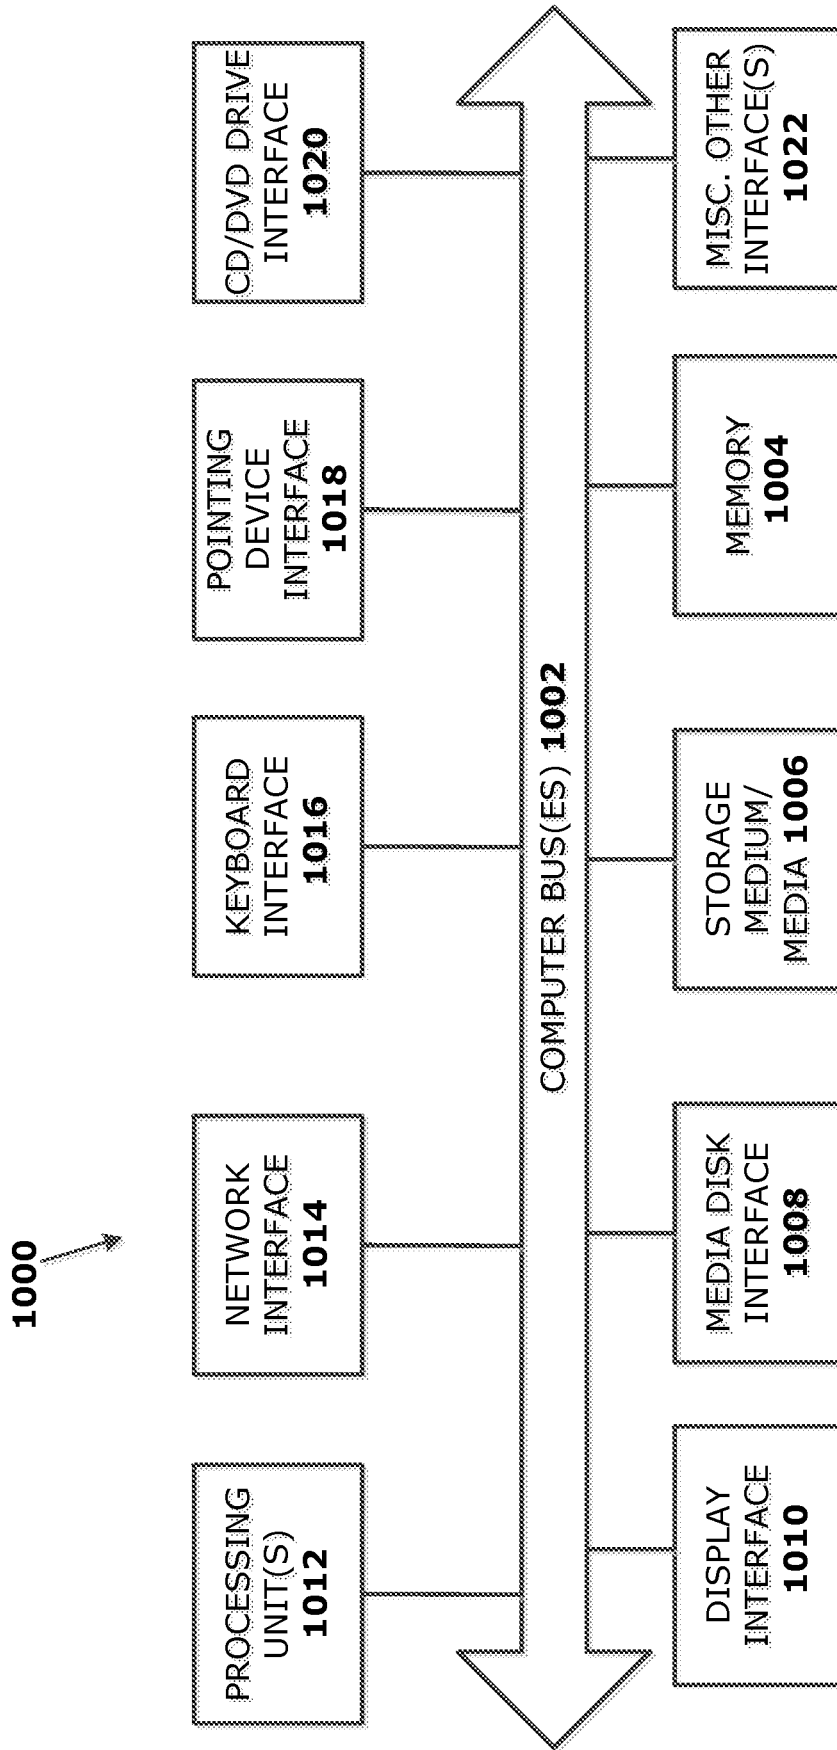 1000
PROCESSING
UNIT(S)
1012
NETWORK
INTERFACE
1014
KEYBOARD
INTERFACE
1016
POINTING
DEVICE
INTERFACE
1018
CD/DVD DRIVE
INTERFACE
1020
COMPUTER BUS(ES) 1002
DISPLAY
INTERFACE
1010
MEDIA DISK
INTERFACE
1008
STORAGE
MEDIUM/
MEDIA 1006
MEMORY
1004
MISC. OTHER
INTERFACE(S)
1022